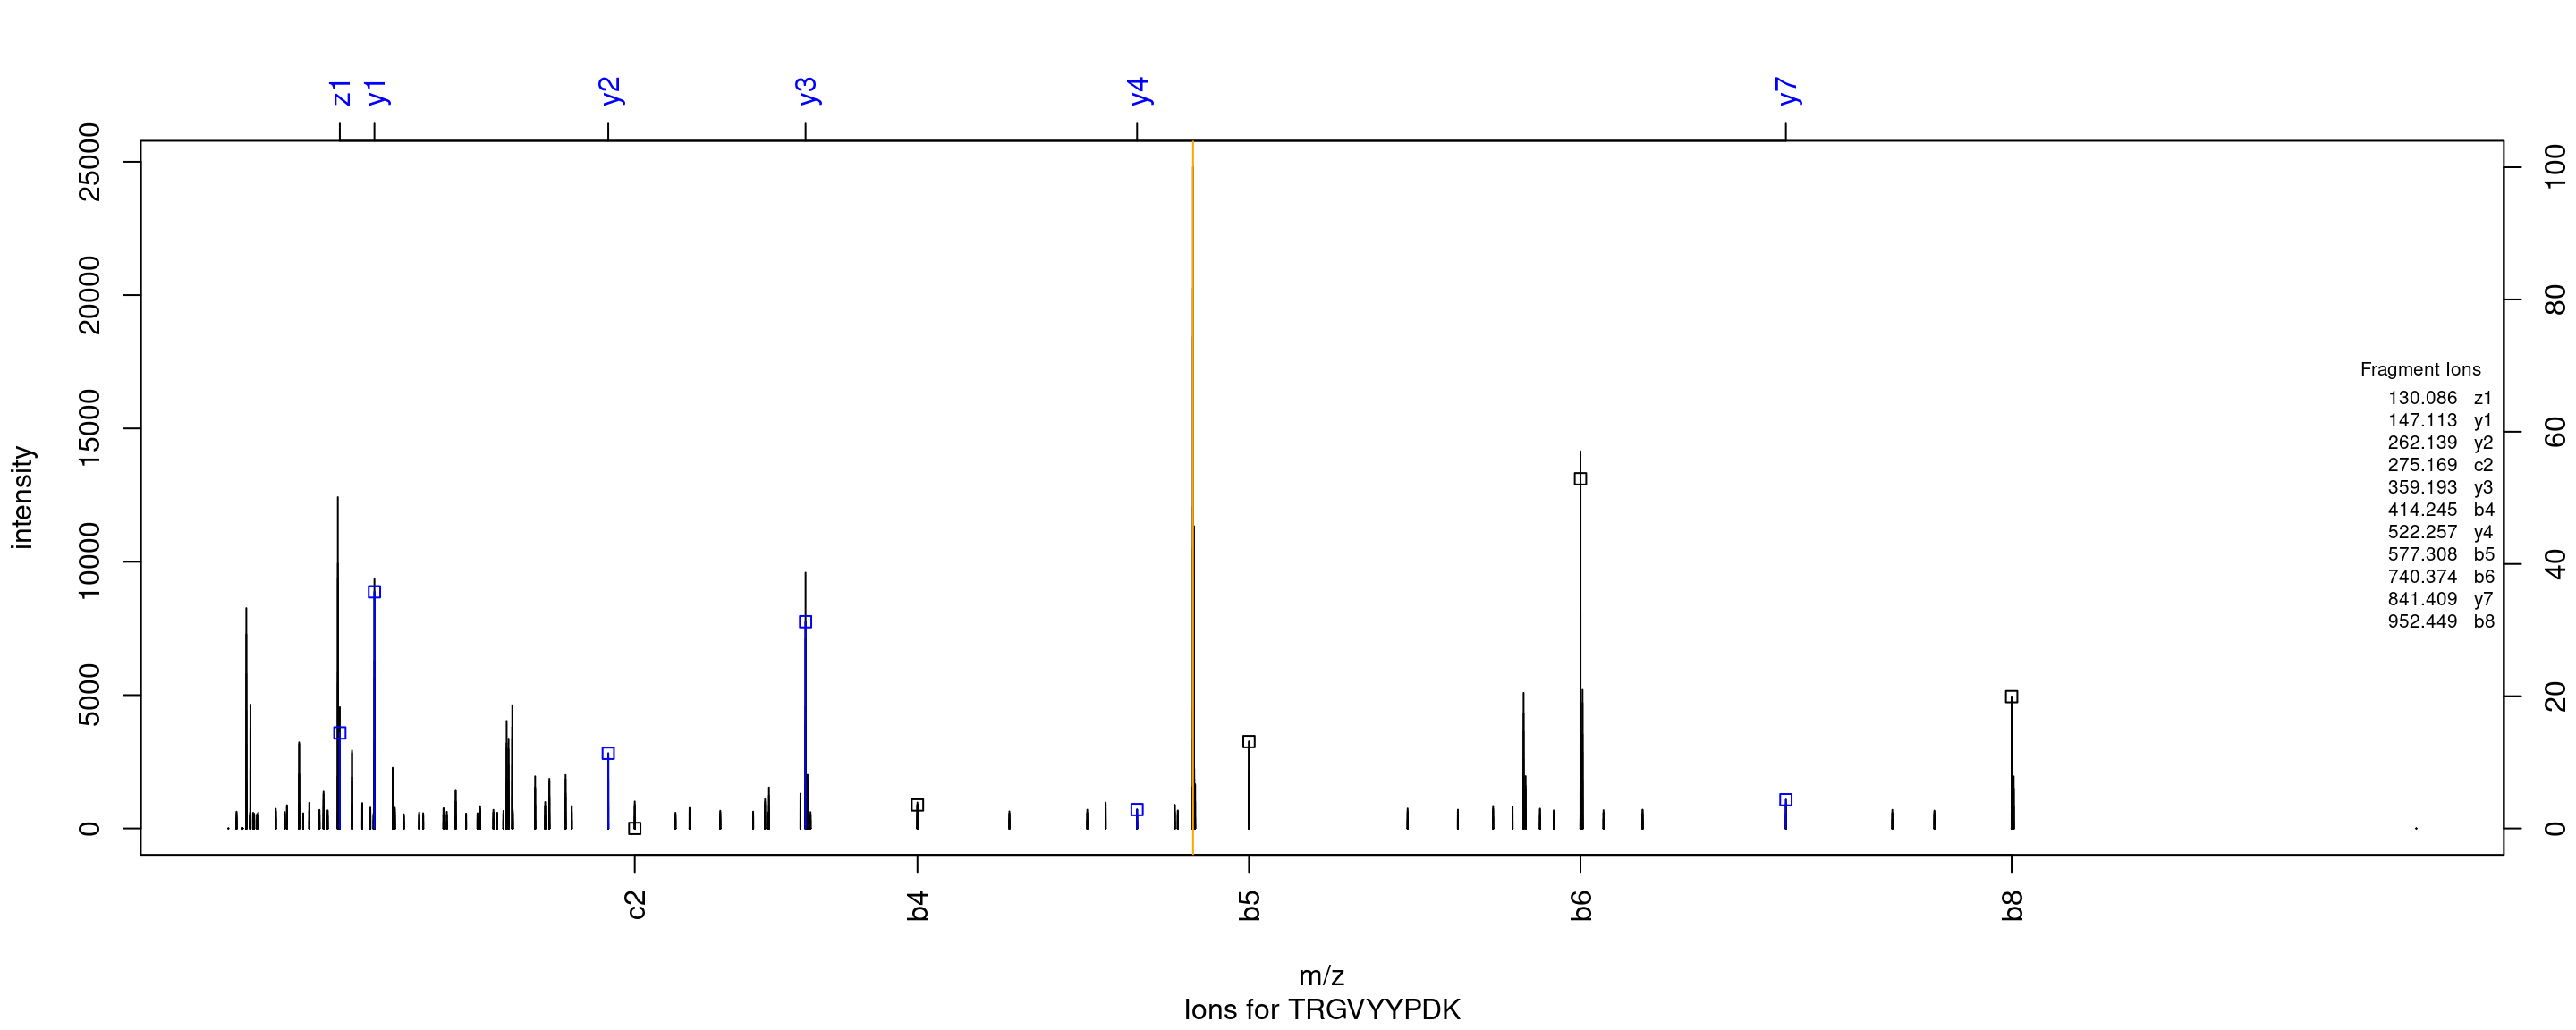 z1 y1 y2 y3 y4 y7
25000
20000
15000
10000
5000
0
intensity
100
80
60
40
20
0
Fragment Ions
130.086 z1
147.113 y1
262.139 y2
275.169 c2
359.193 y3
414.245 b4
522.257 y4
577.308 b5
740.374 b6
841.409 y7
952.449 b8
c2 b4 b5 b6 b8
m/z
Ions for TRGVYYPDK